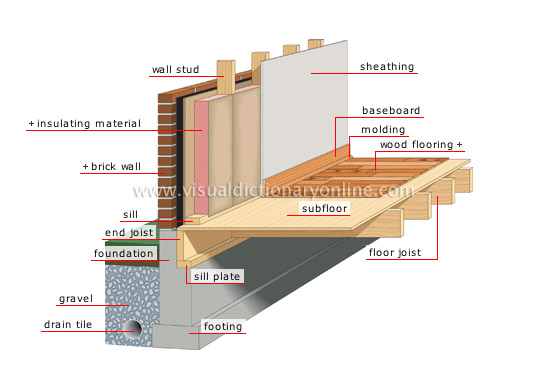 wall stud
sheathing
baseboard
+ insulating material
molding
wood flooring +
+ brick wall
www.visualdictionaryonline.com
sill
subfloor
end joist
foundation
floor joist
sill plate
gravel
drain tile
footing